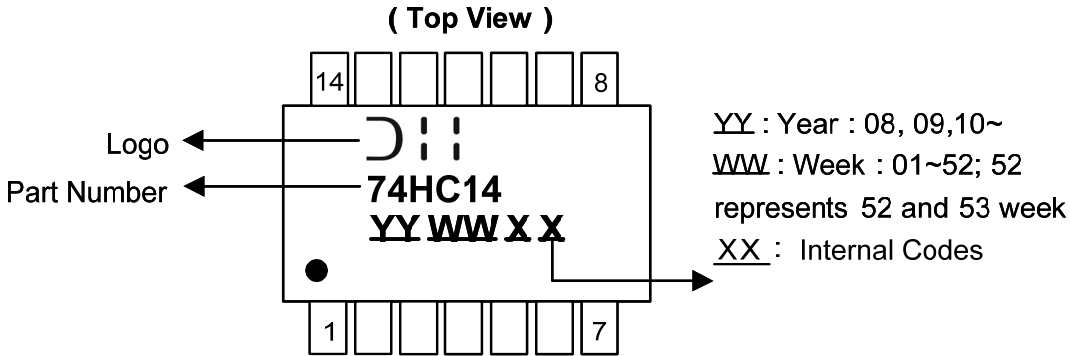 ( Top View )
14
8
Logo
Part Number
74HC14
YY WW X X
1
7
YY : Year : 08, 09,10~
WW : Week : 01~52; 52
represents 52 and 53 week
XX : Internal Codes